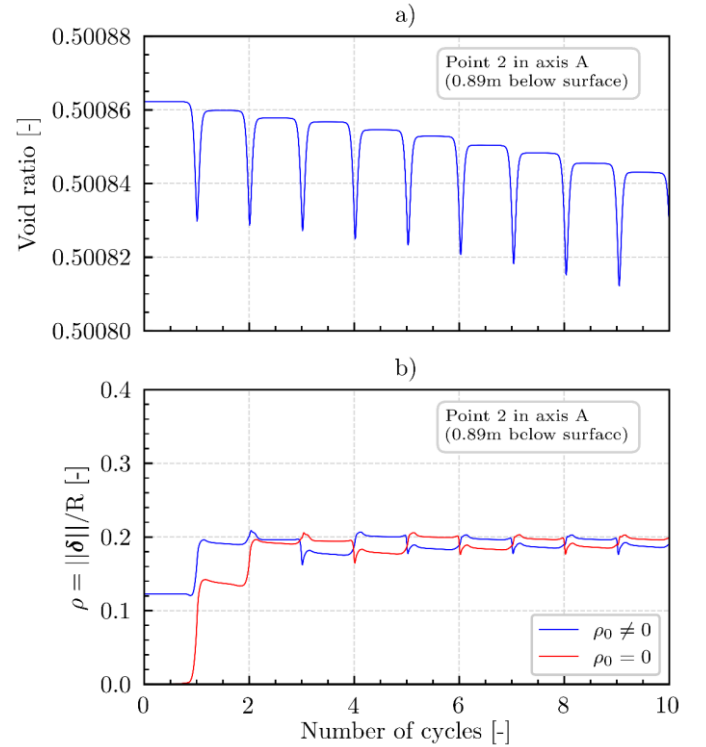 a)
0.50088
0.50086
0.50084
0.50082
0.50080
Void ratio [-]
Point 2 in axis A
(0.89m below surface)
b)
0.4
0.3
0.2
0.1
0.0
ρ = ||δ||/R [-]
Point 2 in axis A
(0.89m below surface)
ρ₀ ≠ 0
ρ₀ = 0
0 2 4 6 8 10
Number of cycles [-]